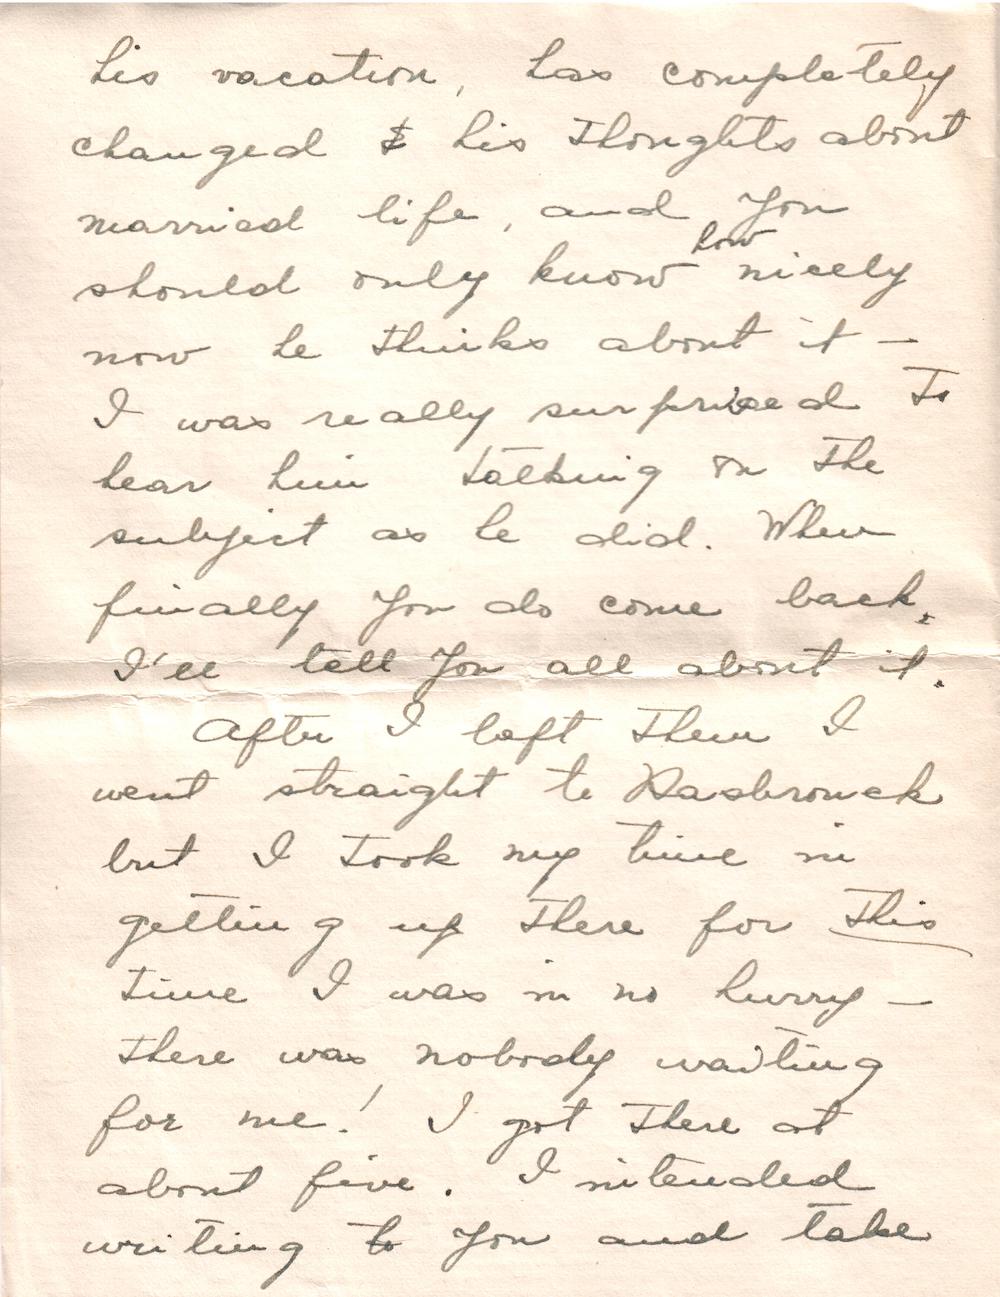 his vacation, has completely
changed & his thoughts about
married life, and you
should only know how nicely
now he thinks about it —
I was really surprised to
hear him talking on the
subject as he did. When
finally you do come back,
I'll tell you all about it.
After I left them I
went straight to Hasbrouck
but I took my time in
getting up there for this
time I was in no hurry —
there was nobody waiting
for me! I got there at
about five. I intended
writing to you and take